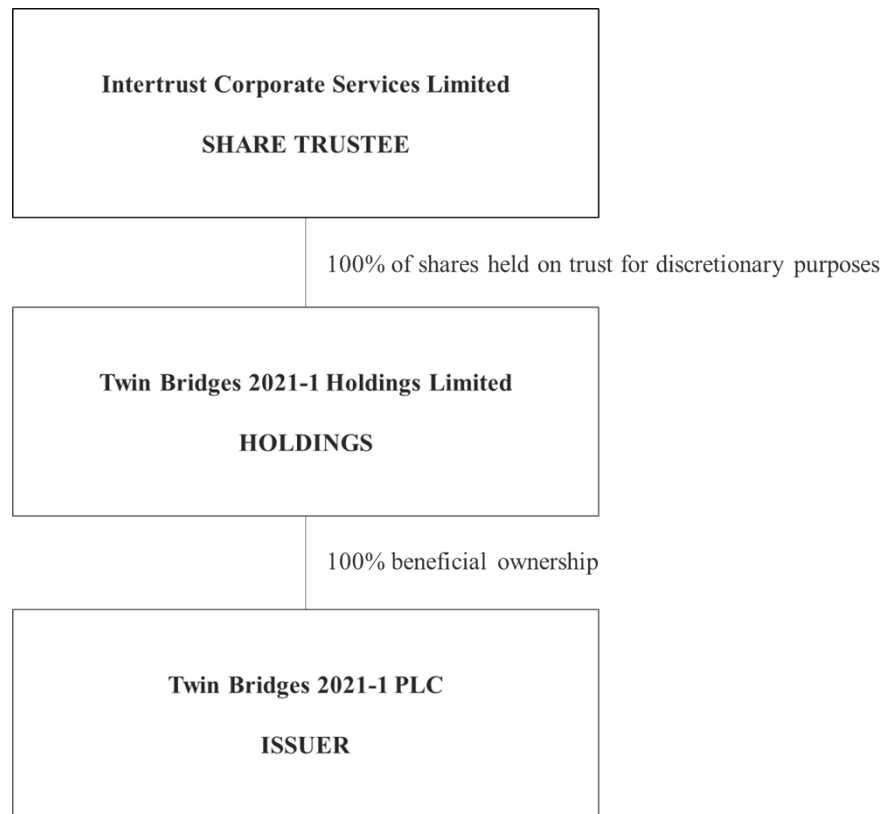 Intertrust Corporate Services Limited
SHARE TRUSTEE
100% of shares held on trust for discretionary purposes
Twin Bridges 2021-1 Holdings Limited
HOLDINGS
100% beneficial ownership
Twin Bridges 2021-1 PLC
ISSUER